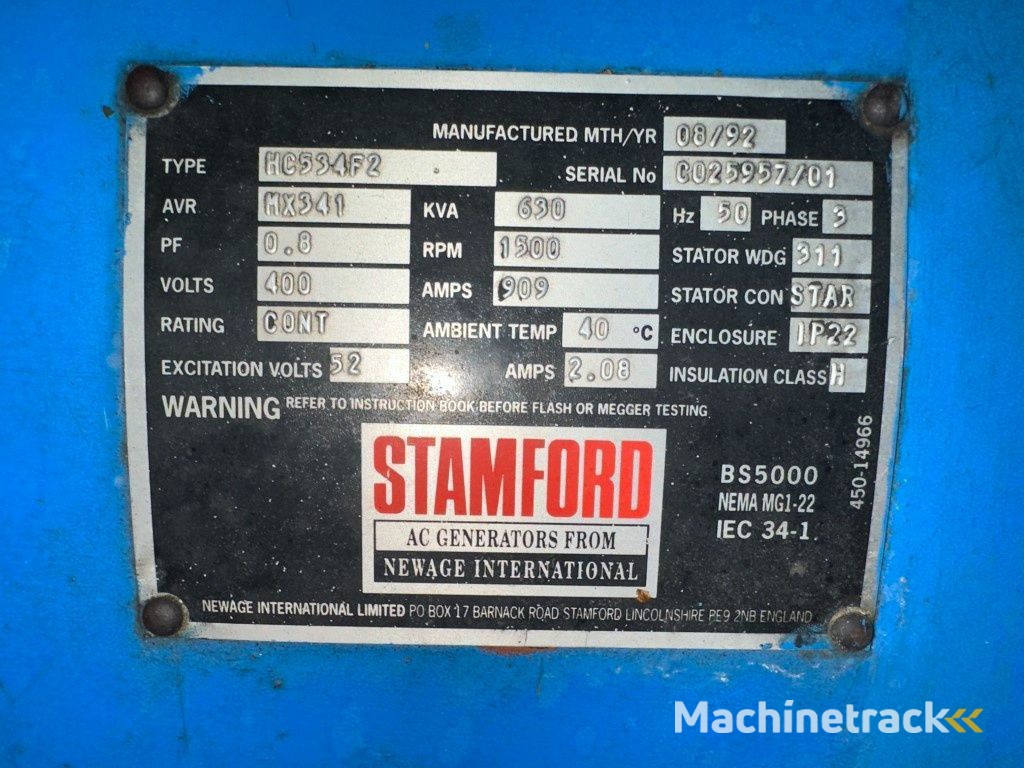 MANUFACTURED MTH/YR 08/92
TYPE HC534F2 SERIAL No C025957/01
AVR MX341 KVA 630 Hz 50 PHASE 3
PF 0.8 RPM 1500 STATOR WDG 311
VOLTS 400 AMPS 909 STATOR CON STAR
RATING CONT AMBIENT TEMP 40 °C ENCLOSURE IP22
EXCITATION VOLTS 52 AMPS 2.08 INSULATION CLASS H
WARNING REFER TO INSTRUCTION BOOK BEFORE FLASH OR MEGGER TESTING
STAMFORD
AC GENERATORS FROM
NEWAGE INTERNATIONAL
BS5000
NEMA MG1-22
IEC 34-1.
450-14966
NEWAGE INTERNATIONAL LIMITED PO BOX 17 BARNACK ROAD STAMFORD LINCOLNSHIRE PE9 2NB ENGLAND
Machinetrack